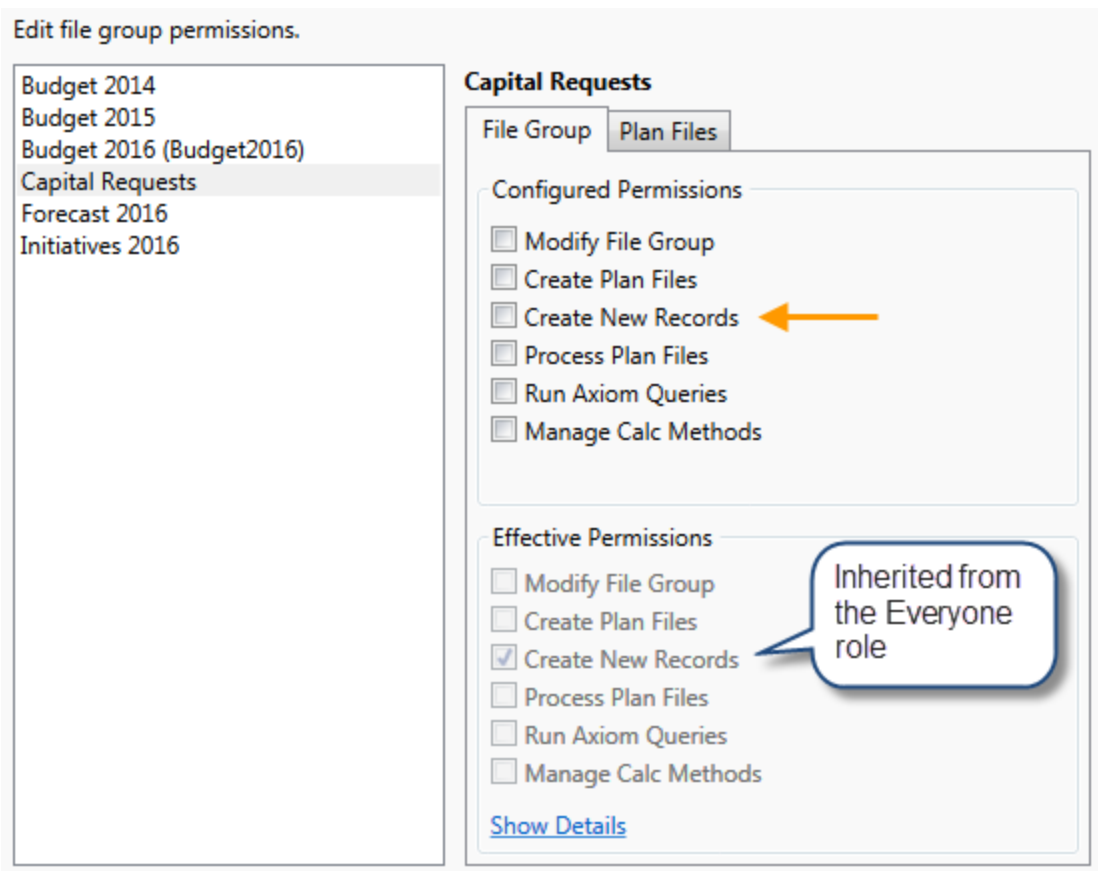 Edit file group permissions.
Budget 2014
Budget 2015
Budget 2016 (Budget2016)
Capital Requests
Forecast 2016
Initiatives 2016
Capital Requests
File Group
Plan Files
Configured Permissions
Modify File Group
Create Plan Files
Create New Records
Process Plan Files
Run Axiom Queries
Manage Calc Methods
Effective Permissions
Modify File Group
Create Plan Files
Create New Records
Process Plan Files
Run Axiom Queries
Manage Calc Methods
Inherited from
the Everyone
role
Show Details